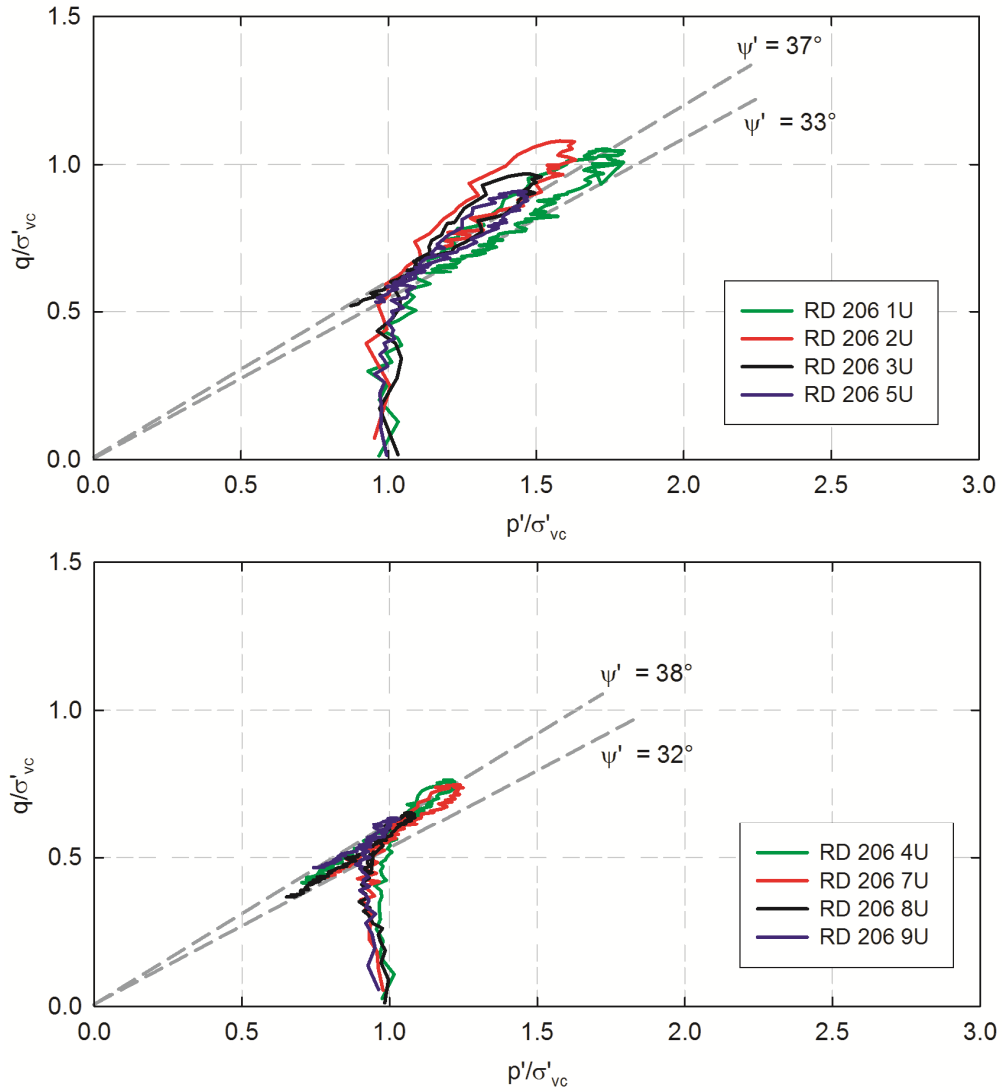 1.5
ψ' = 37°
ψ' = 33°
1.0
q/σ'vc
0.5
RD 206 1U
RD 206 2U
RD 206 3U
RD 206 5U
0.0
0.0 0.5 1.0 1.5 2.0 2.5 3.0
p'/σ'vc
1.5
ψ' = 38°
1.0
ψ' = 32°
q/σ'vc
0.5
RD 206 4U
RD 206 7U
RD 206 8U
RD 206 9U
0.0
0.0 0.5 1.0 1.5 2.0 2.5 3.0
p'/σ'vc